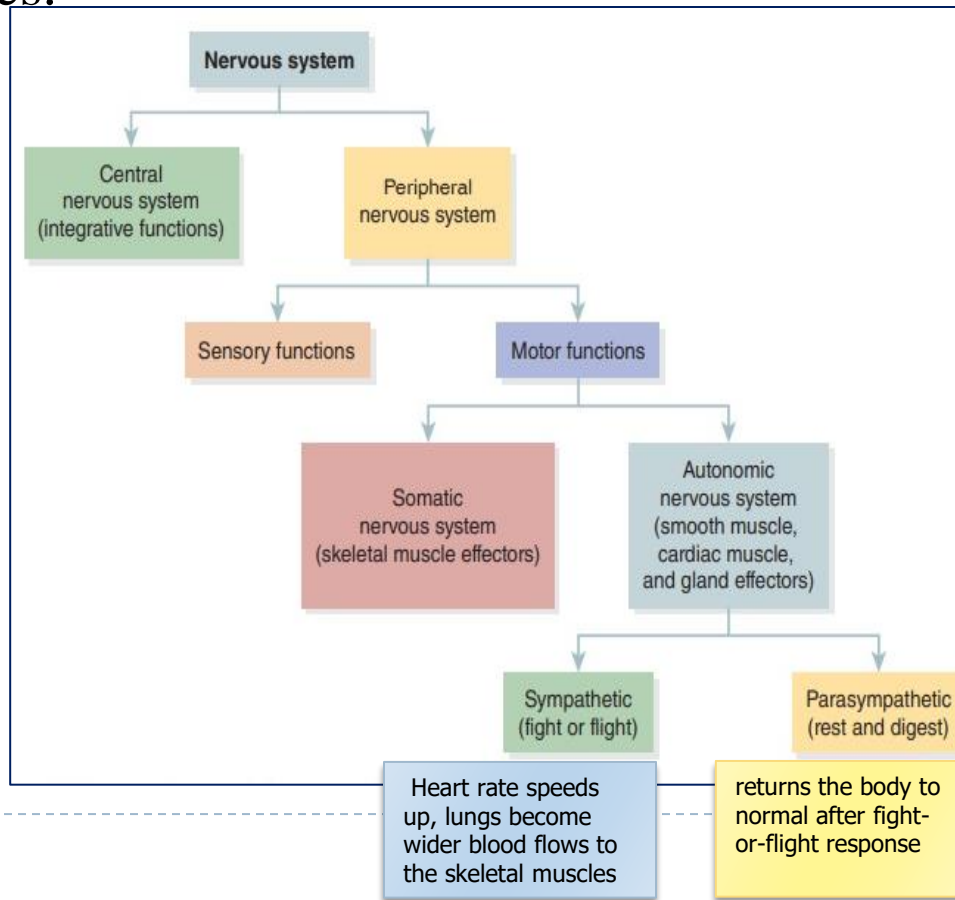 Nervous system
Central
nervous system
(integrative functions)
Peripheral
nervous system
Sensory functions
Motor functions
Somatic
nervous system
(skeletal muscle effectors)
Autonomic
nervous system
(smooth muscle,
cardiac muscle,
and gland effectors)
Sympathetic
(fight or flight)
Parasympathetic
(rest and digest)
Heart rate speeds
up, lungs become
wider blood flows to
the skeletal muscles
returns the body to
normal after fight-
or-flight response